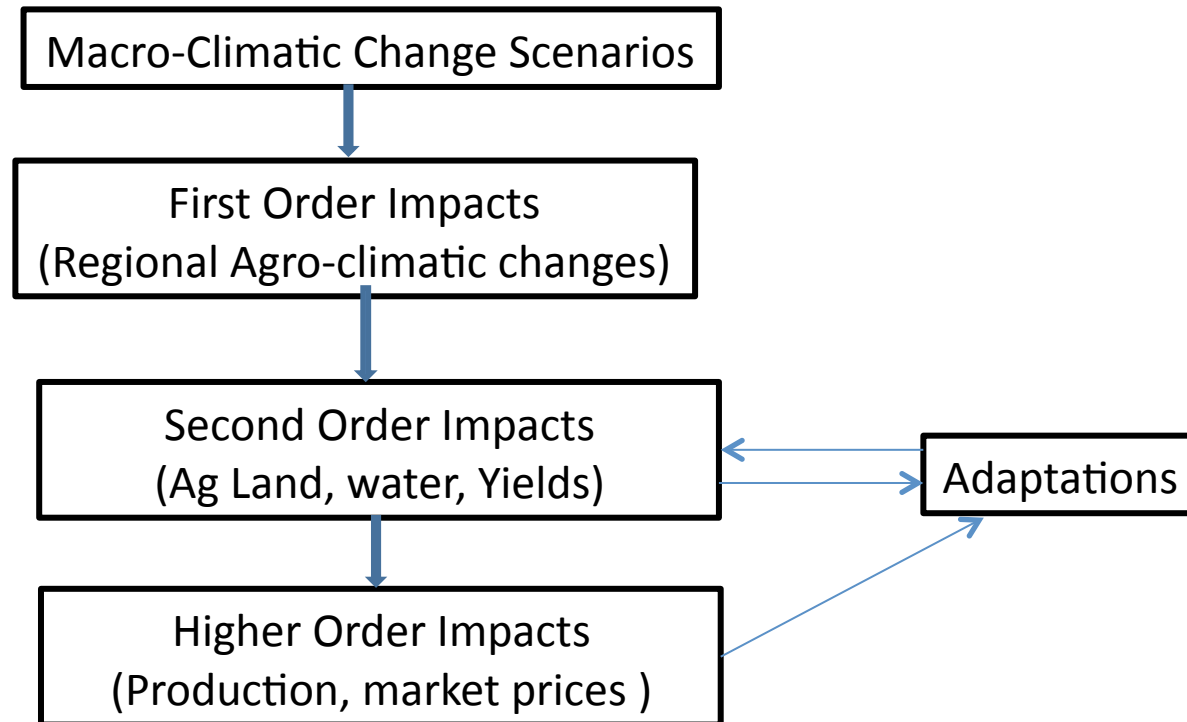 Macro-Climatic Change Scenarios
First Order Impacts
(Regional Agro-climatic changes)
Second Order Impacts
(Ag Land, water, Yields)
Adaptations
Higher Order Impacts
(Production, market prices )